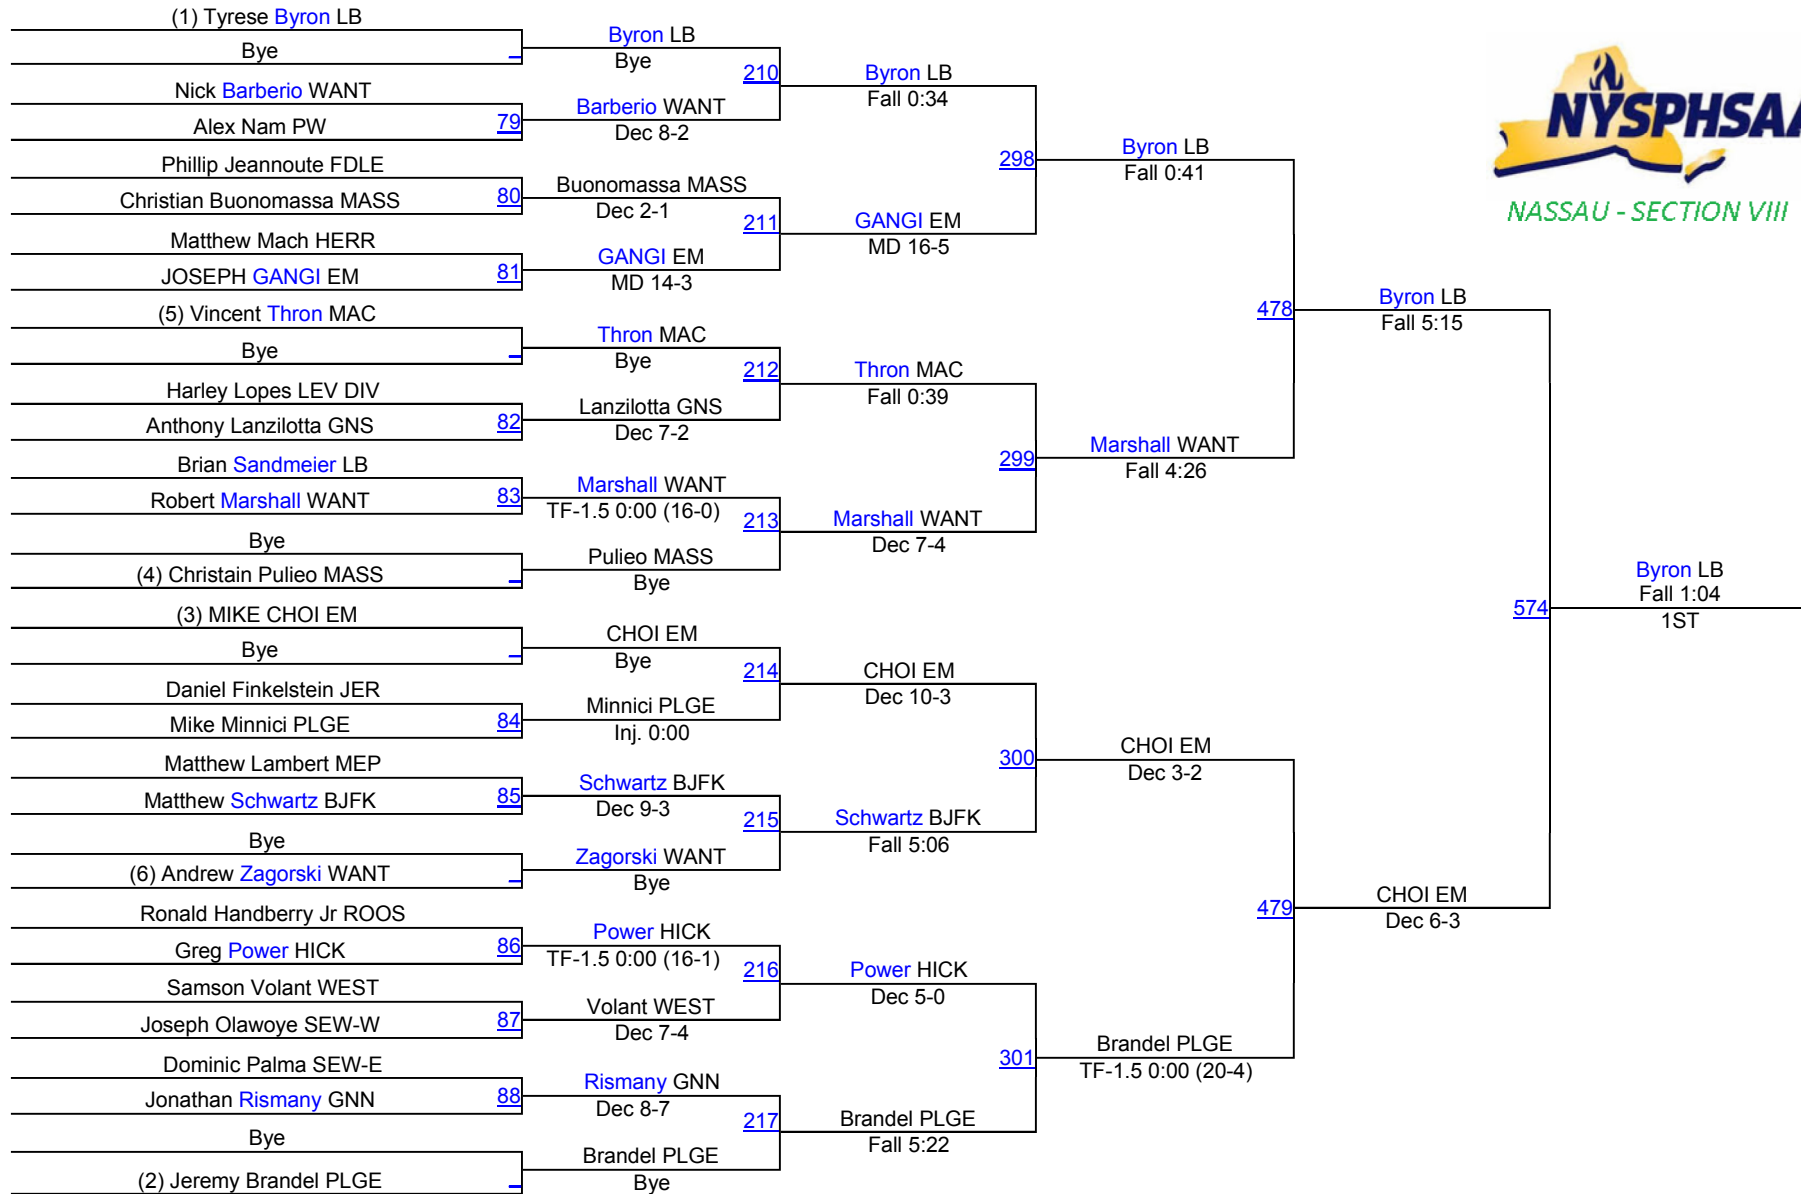 (1) Tyrese Byron LB
Bye
Nick Barberio WANT
Alex Nam PW
79
Phillip Jeannoute FDLE
Christian Buonomassa MASS
80
Matthew Mach HERR
JOSEPH GANGI EM
81
(5) Vincent Thron MAC
Bye
Harley Lopes LEV DIV
Anthony Lanzilotta GNS
82
Brian Sandmeier LB
Robert Marshall WANT
83
Bye
(4) Christain Pulieo MASS
(3) MIKE CHOI EM
Bye
Daniel Finkelstein JER
Mike Minnici PLGE
84
Matthew Lambert MEP
Matthew Schwartz BJFK
85
Bye
(6) Andrew Zagorski WANT
Ronald Handberry Jr ROOS
Greg Power HICK
86
Samson Volant WEST
Joseph Olawoye SEW-W
87
Dominic Palma SEW-E
Jonathan Rismany GNN
88
Bye
(2) Jeremy Brandel PLGE
Byron LB
Bye
210
Barberio WANT
Dec 8-2
Buonomassa MASS
Dec 2-1
211
GANGI EM
MD 14-3
Thron MAC
Bye
212
Lanzilotta GNS
Dec 7-2
Marshall WANT
TF-1.5 0:00 (16-0)
213
Pulieo MASS
Bye
CHOI EM
Bye
214
Minnici PLGE
Inj. 0:00
Schwartz BJFK
Dec 9-3
215
Zagorski WANT
Bye
Power HICK
TF-1.5 0:00 (16-1)
216
Volant WEST
Dec 7-4
Rismany GNN
Dec 8-7
217
Brandel PLGE
Bye
Byron LB
Fall 0:34
298
GANGI EM
MD 16-5
Thron MAC
Fall 0:39
299
Marshall WANT
Dec 7-4
CHOI EM
Dec 10-3
300
Schwartz BJFK
Fall 5:06
Power HICK
Dec 5-0
301
Brandel PLGE
Fall 5:22
Byron LB
Fall 0:41
478
Marshall WANT
Fall 4:26
CHOI EM
Dec 3-2
479
Brandel PLGE
TF-1.5 0:00 (20-4)
Byron LB
Fall 5:15
574
CHOI EM
Dec 6-3
Byron LB
Fall 1:04
1ST
NYSPHSAA
NASSAU - SECTION VIII